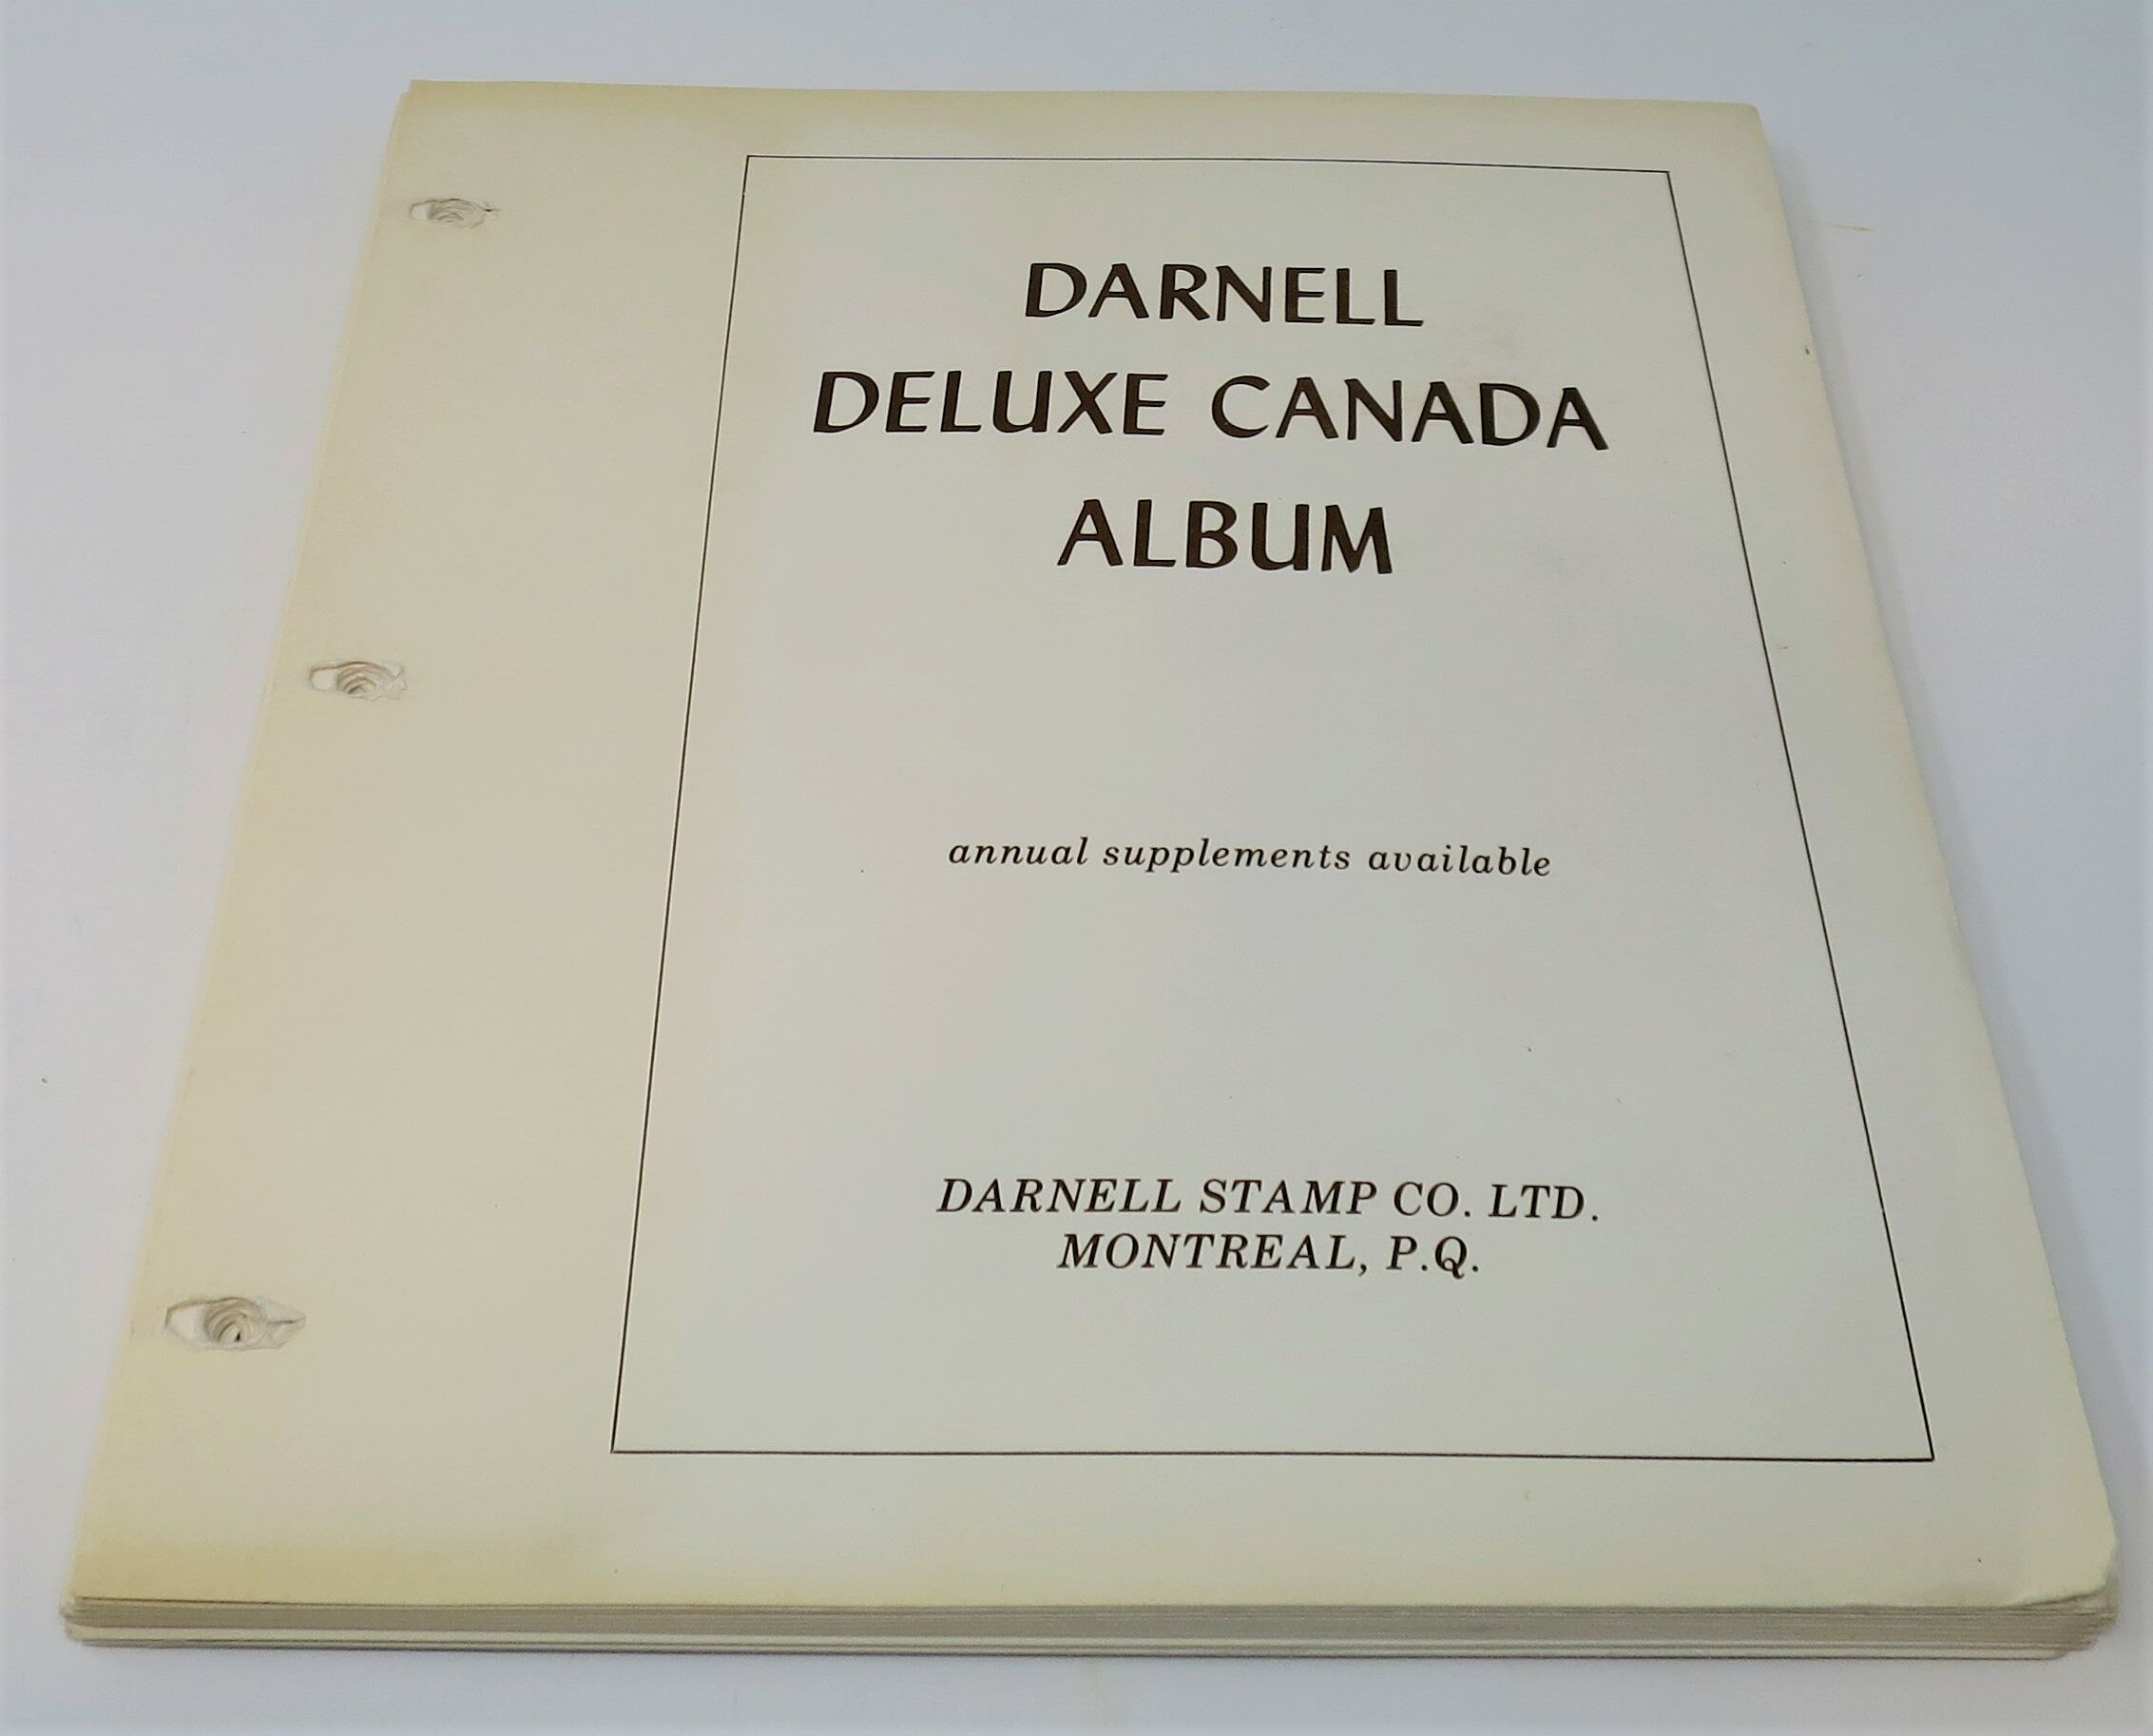 DARNELL
DELUXE CANADA
ALBUM
annual supplements available
DARNELL STAMP CO. LTD.
MONTREAL, P.Q.